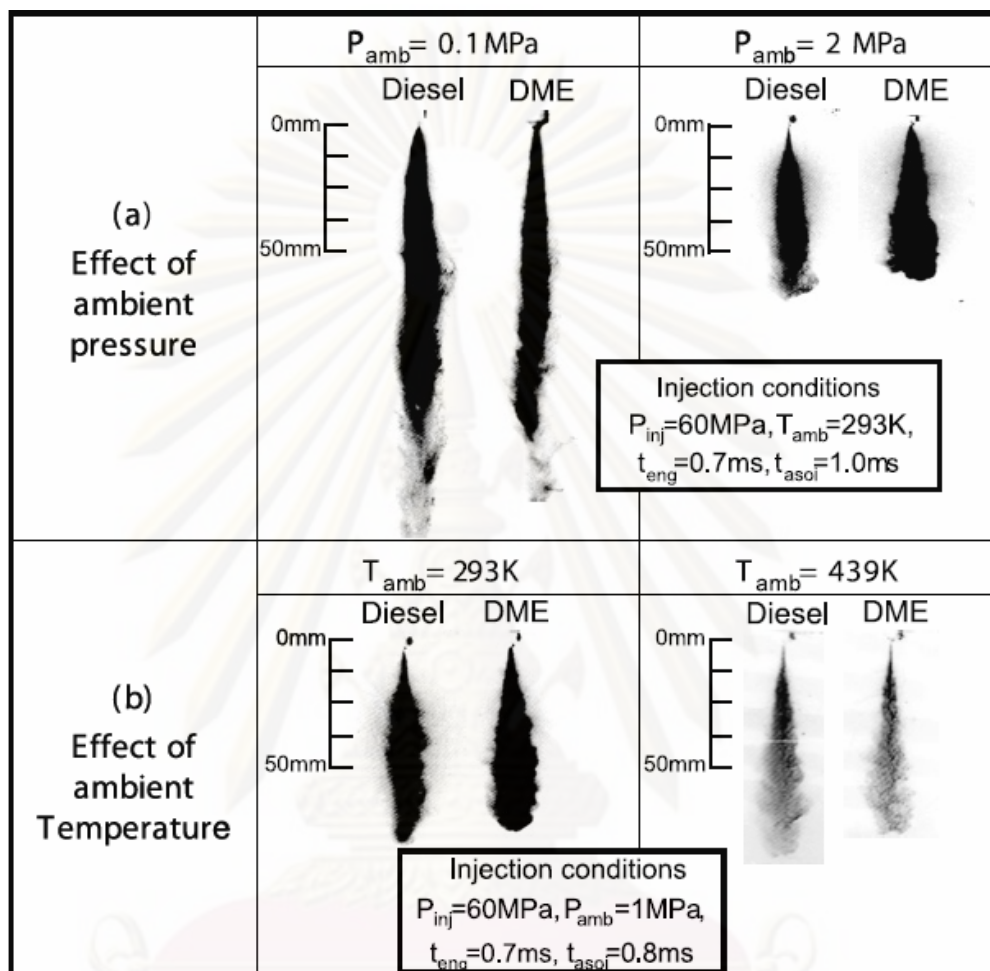 P_amb= 0.1MPa
P_amb= 2 MPa
Diesel DME
Diesel DME
0mm
50mm
0mm
50mm
(a)
Effect of
ambient
pressure
Injection conditions
P_inj=60MPa, T_amb=293K,
t_eng=0.7ms, t_asoi=1.0ms
T_amb= 293K
T_amb= 439K
Diesel DME
Diesel DME
0mm
50mm
0mm
50mm
(b)
Effect of
ambient
Temperature
Injection conditions
P_inj=60MPa, P_amb=1MPa,
t_eng=0.7ms, t_asoi=0.8ms